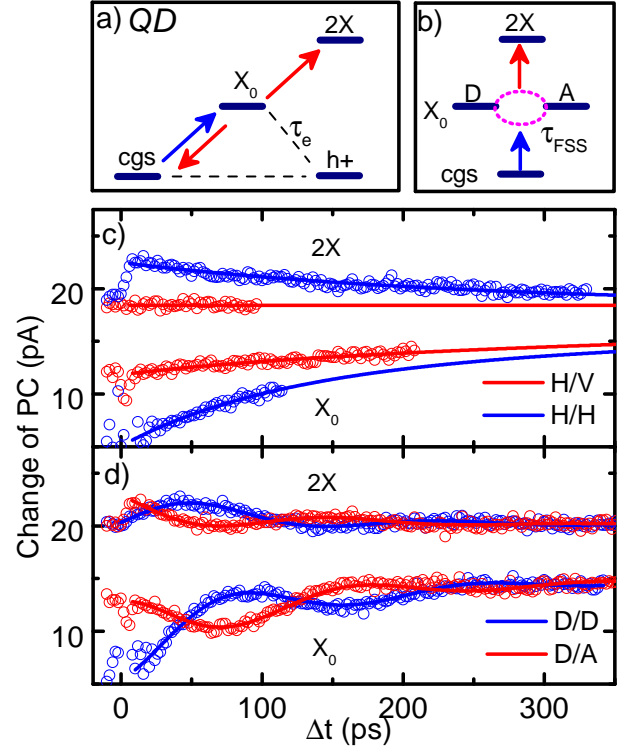 a) QD
2X
X₀
τₑ
cgs
h+
b)
2X
D
A
X₀
τ_FSS
cgs
Change of PC (pA)
c)
2X
20
10
X₀
H/V
H/H
d)
2X
20
10
X₀
D/D
D/A
0 100 200 300
Δt (ps)